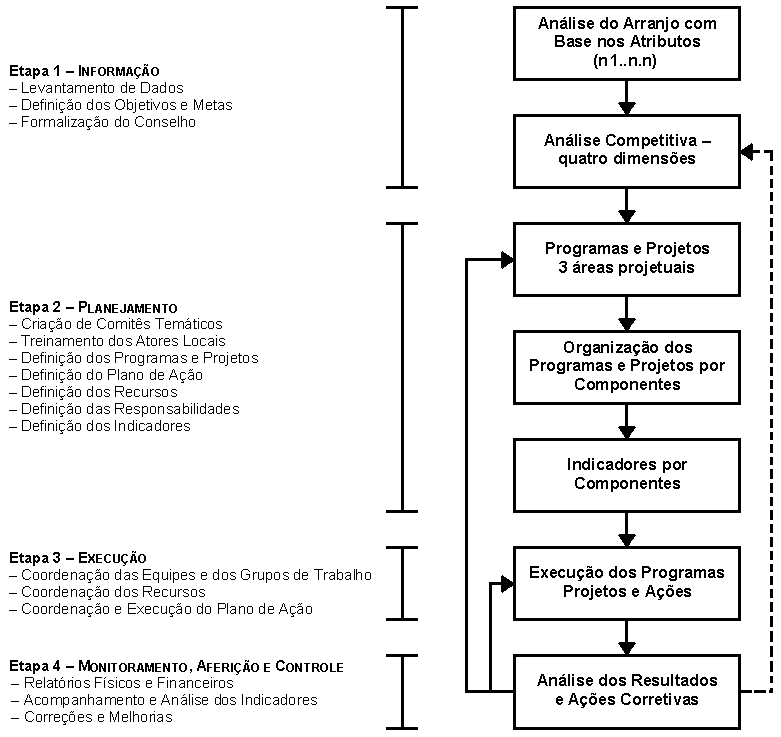 Etapa 1 – INFORMAÇÃO
– Levantamento de Dados
– Definição dos Objetivos e Metas
– Formalização do Conselho
Análise do Arranjo com
Base nos Atributos
(n1..n.n)
Análise Competitiva –
quatro dimensões
Etapa 2 – PLANEJAMENTO
– Criação de Comitês Temáticos
– Treinamento dos Atores Locais
– Definição dos Programas e Projetos
– Definição do Plano de Ação
– Definição dos Recursos
– Definição das Responsabilidades
– Definição dos Indicadores
Programas e Projetos
3 áreas projetuais
Organização dos
Programas e Projetos por
Componentes
Indicadores por
Componentes
Etapa 3 – EXECUÇÃO
– Coordenação das Equipes e dos Grupos de Trabalho
– Coordenação dos Recursos
– Coordenação e Execução do Plano de Ação
Execução dos Programas
Projetos e Ações
Etapa 4 – MONITORAMENTO, AFERIÇÃO E CONTROLE
– Relatórios Físicos e Financeiros
– Acompanhamento e Análise dos Indicadores
– Correções e Melhorias
Análise dos Resultados
e Ações Corretivas